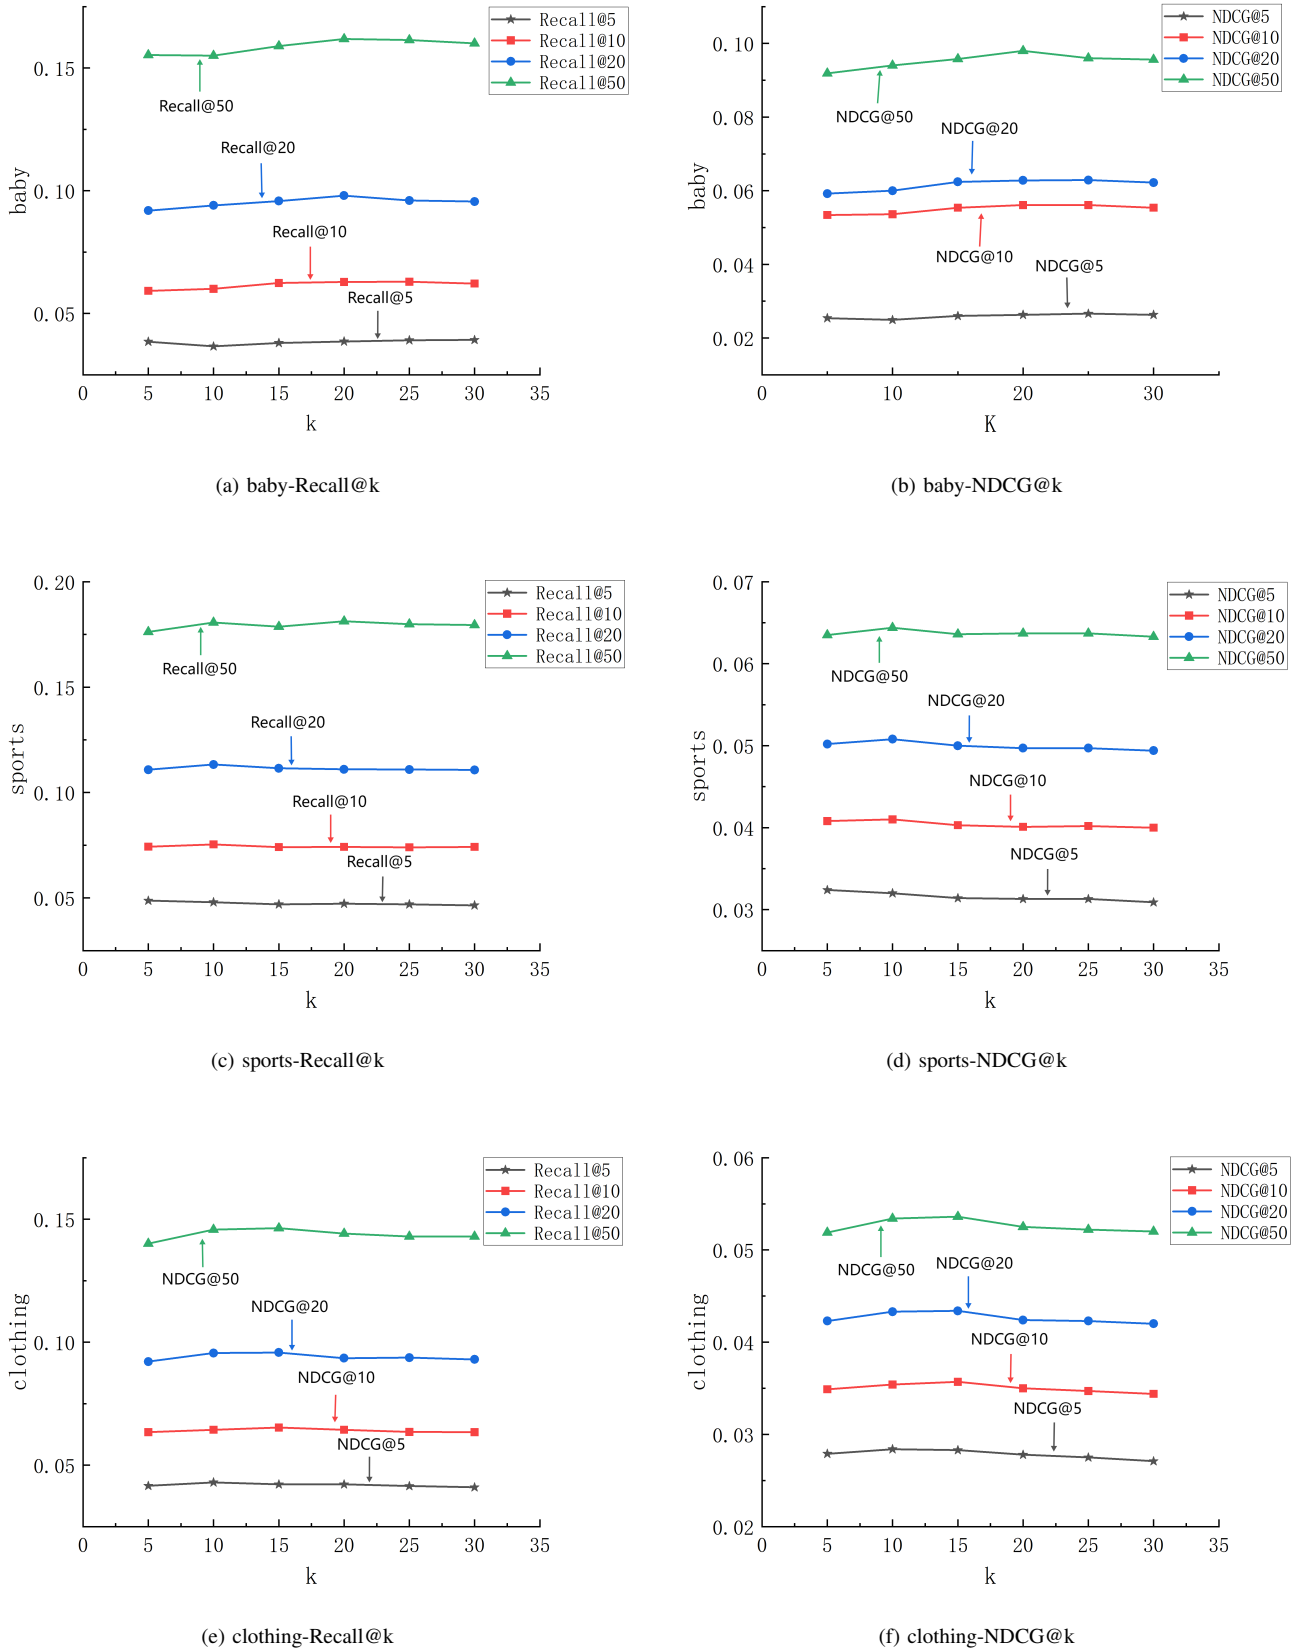 Recall@5
Recall@10
Recall@20
Recall@50
0.15
0.10
0.05
baby
Recall@50
Recall@20
Recall@10
Recall@5
0 5 10 15 20 25 30 35
k
(a) baby-Recall@k
NDCG@5
NDCG@10
NDCG@20
NDCG@50
0.10
0.08
0.06
0.04
0.02
baby
NDCG@50
NDCG@20
NDCG@10
NDCG@5
0 10 20 30
K
(b) baby-NDCG@k
Recall@5
Recall@10
Recall@20
Recall@50
0.20
0.15
0.10
0.05
sports
Recall@50
Recall@20
Recall@10
Recall@5
0 5 10 15 20 25 30 35
k
(c) sports-Recall@k
NDCG@5
NDCG@10
NDCG@20
NDCG@50
0.07
0.06
0.05
0.04
0.03
sports
NDCG@50
NDCG@20
NDCG@10
NDCG@5
0 5 10 15 20 25 30 35
k
(d) sports-NDCG@k
Recall@5
Recall@10
Recall@20
Recall@50
0.15
0.10
0.05
clothing
NDCG@50
NDCG@20
NDCG@10
NDCG@5
0 5 10 15 20 25 30 35
k
(e) clothing-Recall@k
NDCG@5
NDCG@10
NDCG@20
NDCG@50
0.06
0.05
0.04
0.03
0.02
clothing
NDCG@50
NDCG@20
NDCG@10
NDCG@5
0 5 10 15 20 25 30 35
k
(f) clothing-NDCG@k